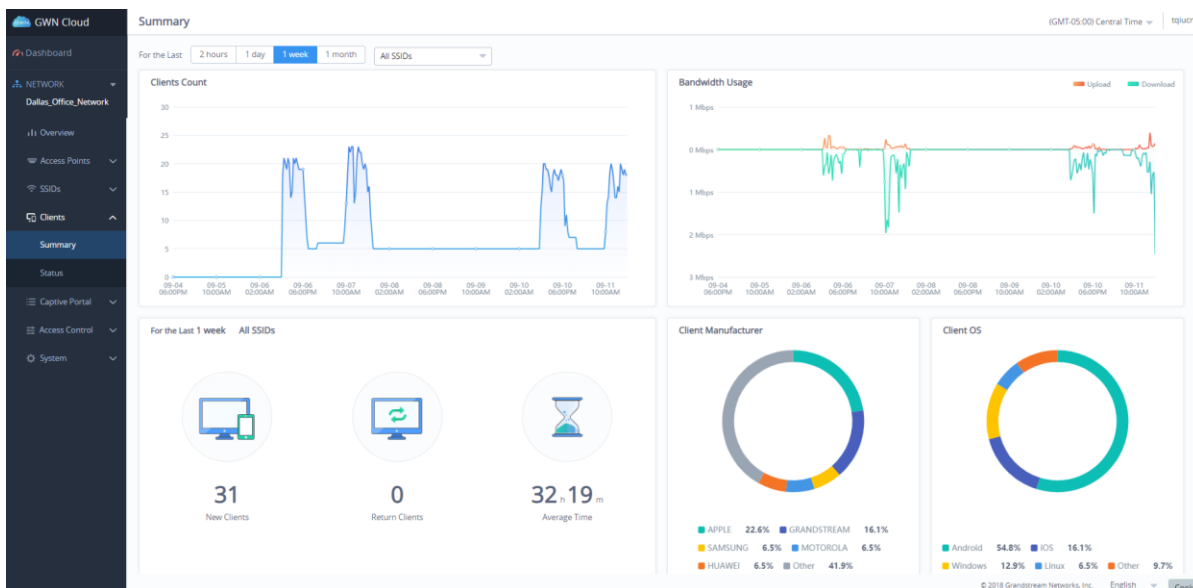 GWN Cloud
Summary
(GMT-05:00) Central Time
Dashboard
NETWORK
Dallas_Office_Network
Overview
Access Points
SSIDs
Clients
Summary
Status
Captive Portal
Access Control
System
For the Last 2 hours 1 day 1 week 1 month All SSIDs
Clients Count
30
25
20
15
10
5
0
09-04 09-05 09-06 09-06 09-07 09-08 09-08 09-09 09-10 09-10 09-11
06:00PM 10:00AM 02:00AM 06:00PM 10:00AM 02:00AM 06:00PM 10:00AM 02:00AM 06:00PM 10:00AM
Bandwidth Usage
Upload Download
1 Mbps
0 Mbps
1 Mbps
2 Mbps
3 Mbps
09-04 09-05 09-06 09-06 09-07 09-08 09-08 09-09 09-10 09-10 09-11
06:00PM 10:00AM 02:00AM 06:00PM 10:00AM 02:00AM 06:00PM 10:00AM 02:00AM 06:00PM 10:00AM
For the Last 1 week All SSIDs
31
New Clients
0
Return Clients
32 h 19 m
Average Time
Client Manufacturer
APPLE 22.6% GRANDSTREAM 16.1%
SAMSUNG 6.5% MOTOROLA 6.5%
HUAWEI 6.5% Other 41.9%
Client OS
Android 54.8% iOS 16.1%
Windows 12.9% Linux 6.5% Other 9.7%
© 2018 Grandstream Networks, Inc. English